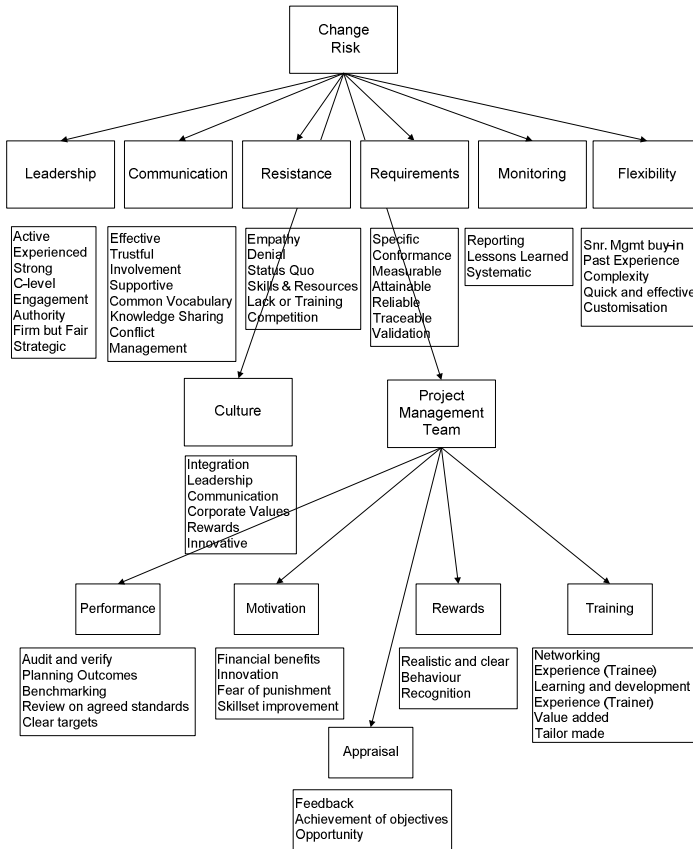 Change
Risk
Leadership
Communication
Resistance
Requirements
Monitoring
Flexibility
Active
Experienced
Strong
C-level
Engagement
Authority
Firm but Fair
Strategic
Effective
Trustful
Involvement
Supportive
Common Vocabulary
Knowledge Sharing
Conflict
Management
Empathy
Denial
Status Quo
Skills & Resources
Lack or Training
Competition
Specific
Conformance
Measurable
Attainable
Reliable
Traceable
Validation
Reporting
Lessons Learned
Systematic
Snr. Mgmt buy-in
Past Experience
Complexity
Quick and effective
Customisation
Culture
Project
Management
Team
Integration
Leadership
Communication
Corporate Values
Rewards
Innovative
Performance
Motivation
Rewards
Training
Audit and verify
Planning Outcomes
Benchmarking
Review on agreed standards
Clear targets
Financial benefits
Innovation
Fear of punishment
Skillset improvement
Realistic and clear
Behaviour
Recognition
Networking
Experience (Trainee)
Learning and development
Experience (Trainer)
Value added
Tailor made
Appraisal
Feedback
Achievement of objectives
Opportunity